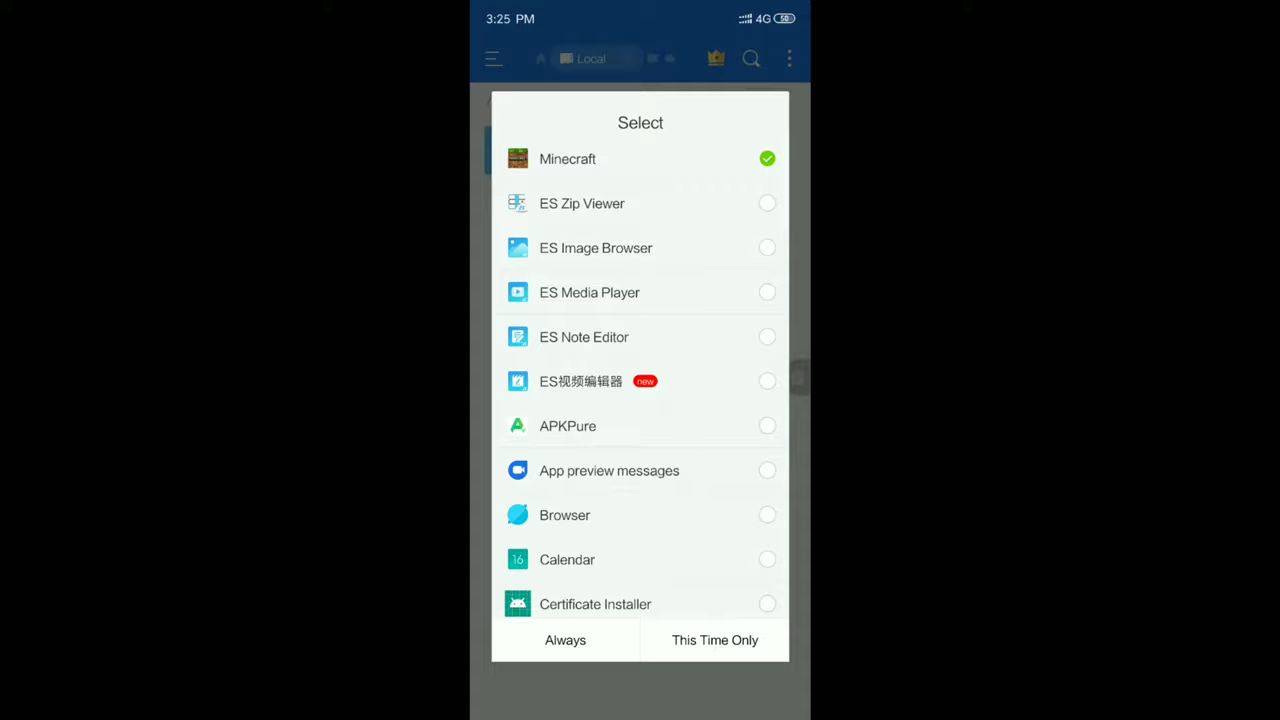 3:25 PM
4G 50
Local
Select
Minecraft
ES Zip Viewer
ES Image Browser
ES Media Player
ES Note Editor
ES视频编辑器 new
APKPure
App preview messages
Browser
16 Calendar
Certificate Installer
Always
This Time Only